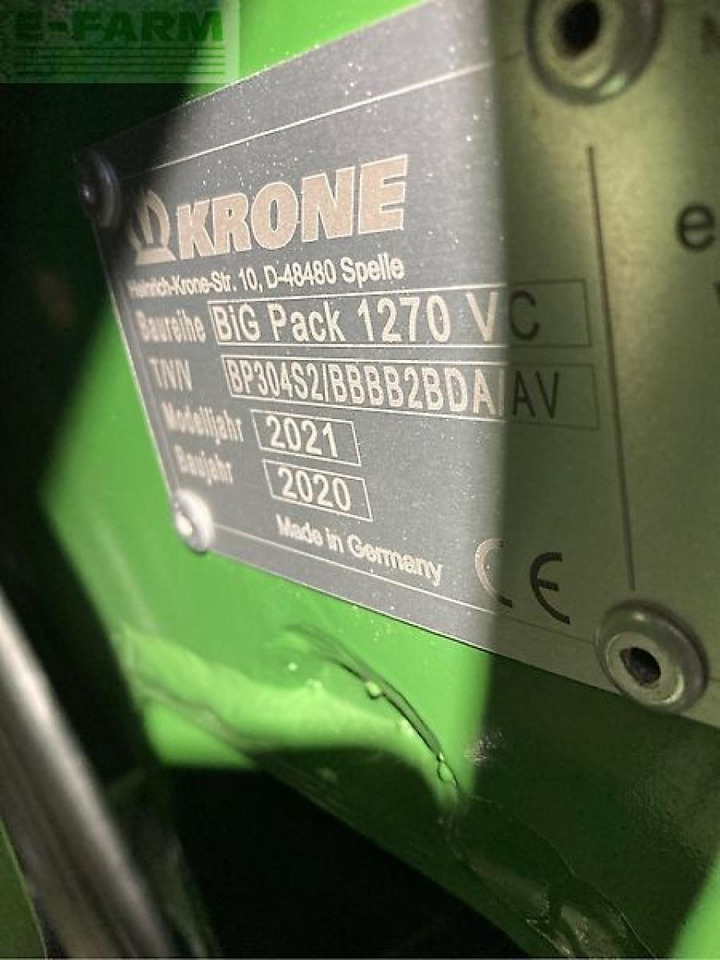 E-FARM
KRONE
Heinrich-Krone-Str. 10, D-48480 Spelle
Baureihe BiG Pack 1270 VC
T/V/V BP304S2/BBBB2BDA/AV
Modelljahr 2021
Baujahr 2020
Made in Germany CE
e